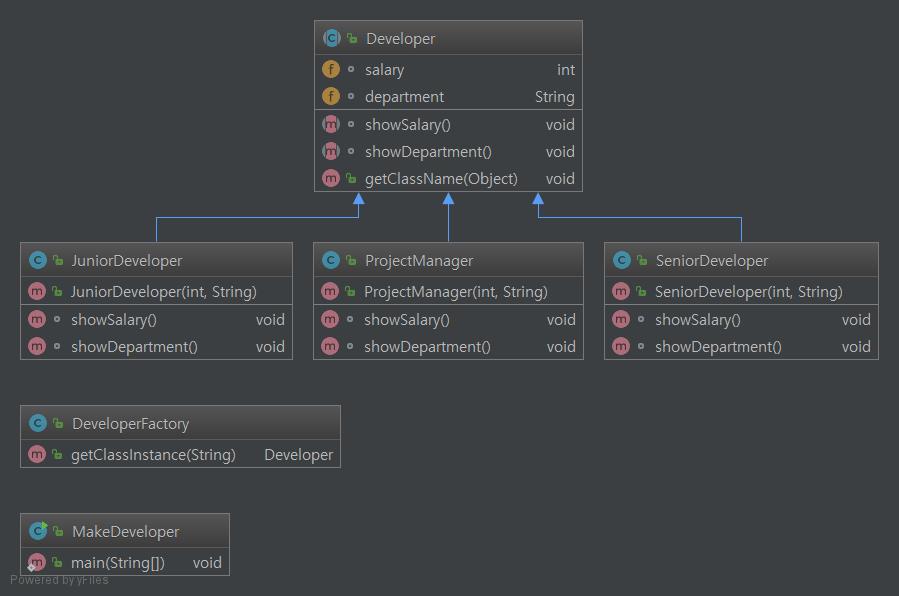 Developer
salary int
department String
showSalary() void
showDepartment() void
getClassName(Object) void
JuniorDeveloper
JuniorDeveloper(int, String)
showSalary() void
showDepartment() void
ProjectManager
ProjectManager(int, String)
showSalary() void
showDepartment() void
SeniorDeveloper
SeniorDeveloper(int, String)
showSalary() void
showDepartment() void
DeveloperFactory
getClassInstance(String) Developer
MakeDeveloper
main(String[]) void
Powered by yFiles